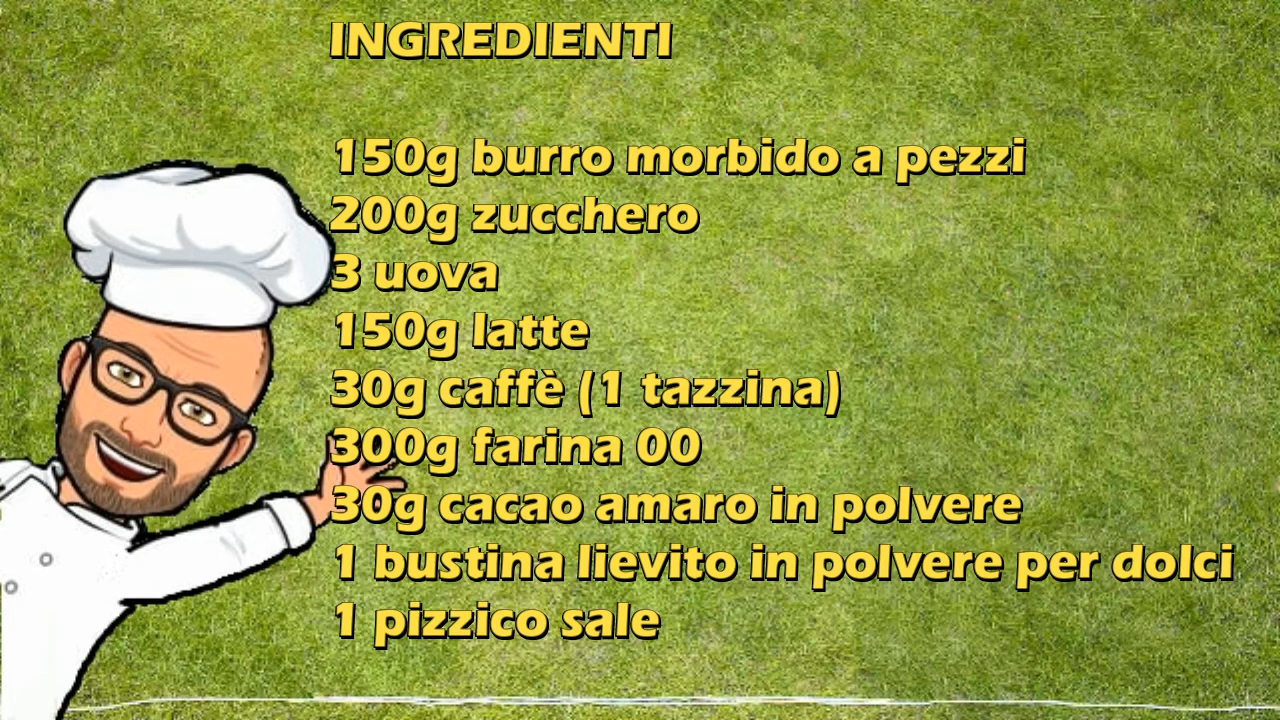 INGREDIENTI
150g burro morbido a pezzi
200g zucchero
3 uova
150g latte
30g caffè (1 tazzina)
300g farina 00
30g cacao amaro in polvere
1 bustina lievito in polvere per dolci
1 pizzico sale